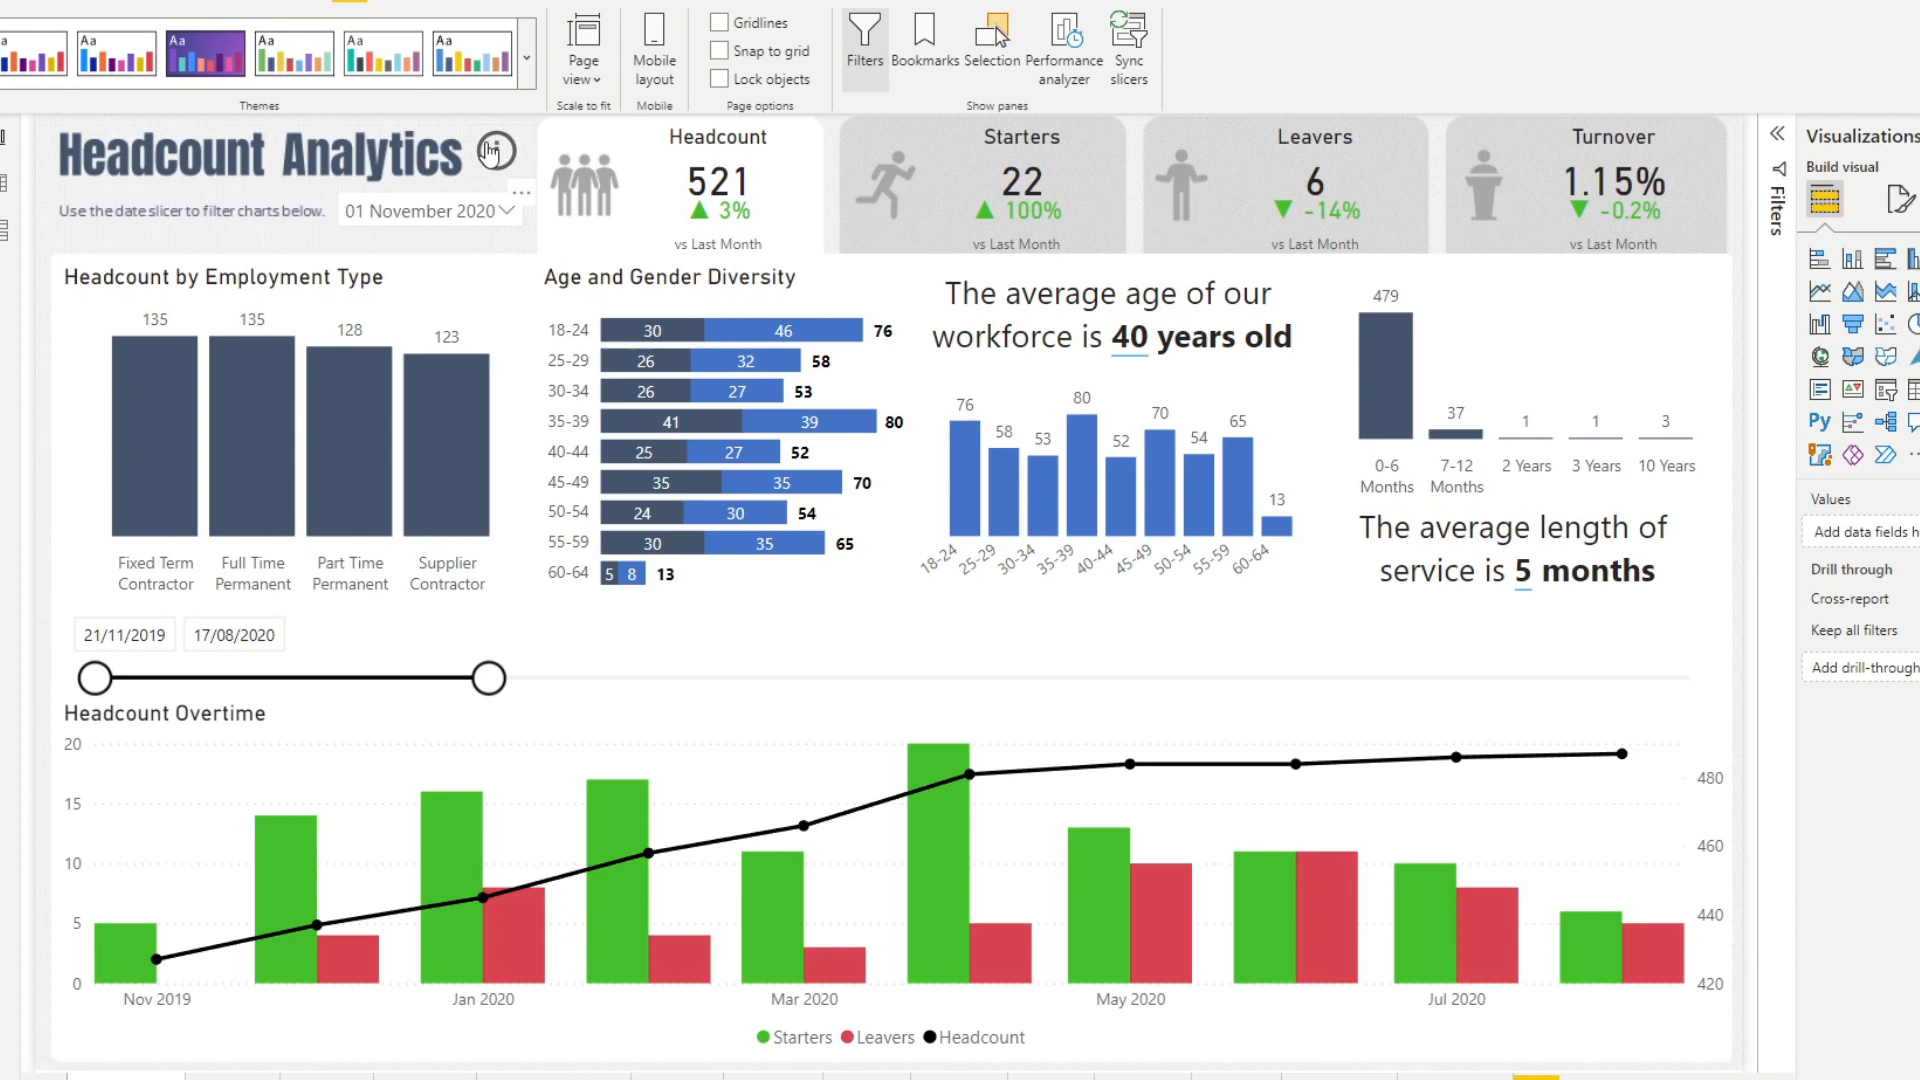 Aa
Aa
Aa
Aa
Aa
Themes
Page
view
Scale to fit
Mobile
layout
Mobile
Gridlines
Snap to grid
Lock objects
Page options
Filters
Bookmarks
Selection
Performance
analyzer
Sync
slicers
Show panes
Headcount Analytics
Use the date slicer to filter charts below.
01 November 2020
Headcount
521
▲ 3%
vs Last Month
Starters
22
▲ 100%
vs Last Month
Leavers
6
▼ -14%
vs Last Month
Turnover
1.15%
▼ -0.2%
vs Last Month
Filters
Visualizations
Build visual
Py
Values
Add data fields h
Drill through
Cross-report
Keep all filters
Add drill-through
Headcount by Employment Type
135 135 128 123
Fixed Term
Contractor
Full Time
Permanent
Part Time
Permanent
Supplier
Contractor
Age and Gender Diversity
18-24 30 46 76
25-29 26 32 58
30-34 26 27 53
35-39 41 39 80
40-44 25 27 52
45-49 35 35 70
50-54 24 30 54
55-59 30 35 65
60-64 5 8 13
The average age of our
workforce is 40 years old
76 58 53 80 52 70 54 65 13
18-24 25-29 30-34 35-39 40-44 45-49 50-54 55-59 60-64
479 37 1 1 3
0-6
Months
7-12
Months
2 Years
3 Years
10 Years
The average length of
service is 5 months
21/11/2019 17/08/2020
Headcount Overtime
20
15
10
5
0
480
460
440
420
Nov 2019 Jan 2020 Mar 2020 May 2020 Jul 2020
Starters Leavers Headcount